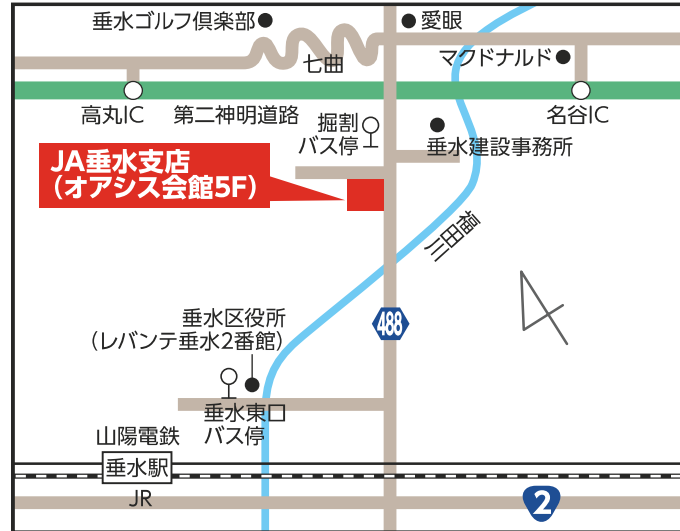 垂水ゴルフ倶楽部
愛眼
マクドナルド
七曲
高丸IC
第二神明道路
名谷IC
掘割
バス停
垂水建設事務所
JA垂水支店
(オアシス会館5F)
福田川
488
垂水区役所
(レバンテ垂水2番館)
垂水東口
バス停
山陽電鉄
垂水駅
JR
2